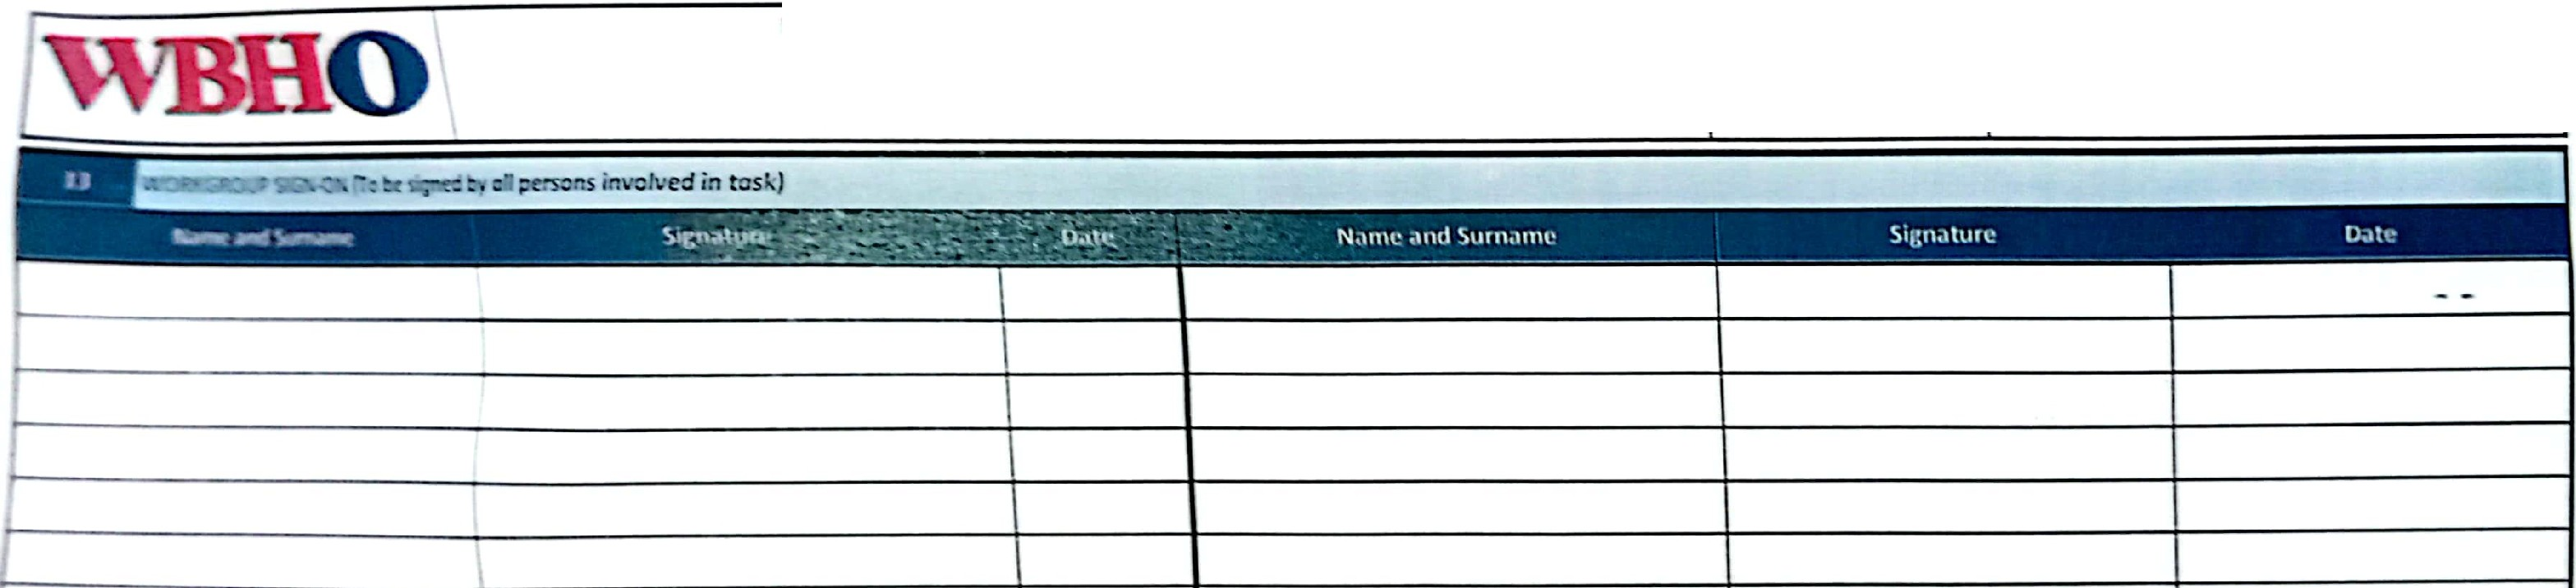 WBHO
13 WORKGROUP SIGN-ON (To be signed by all persons involved in task)
Name and Surname Signature Date Name and Surname Signature Date